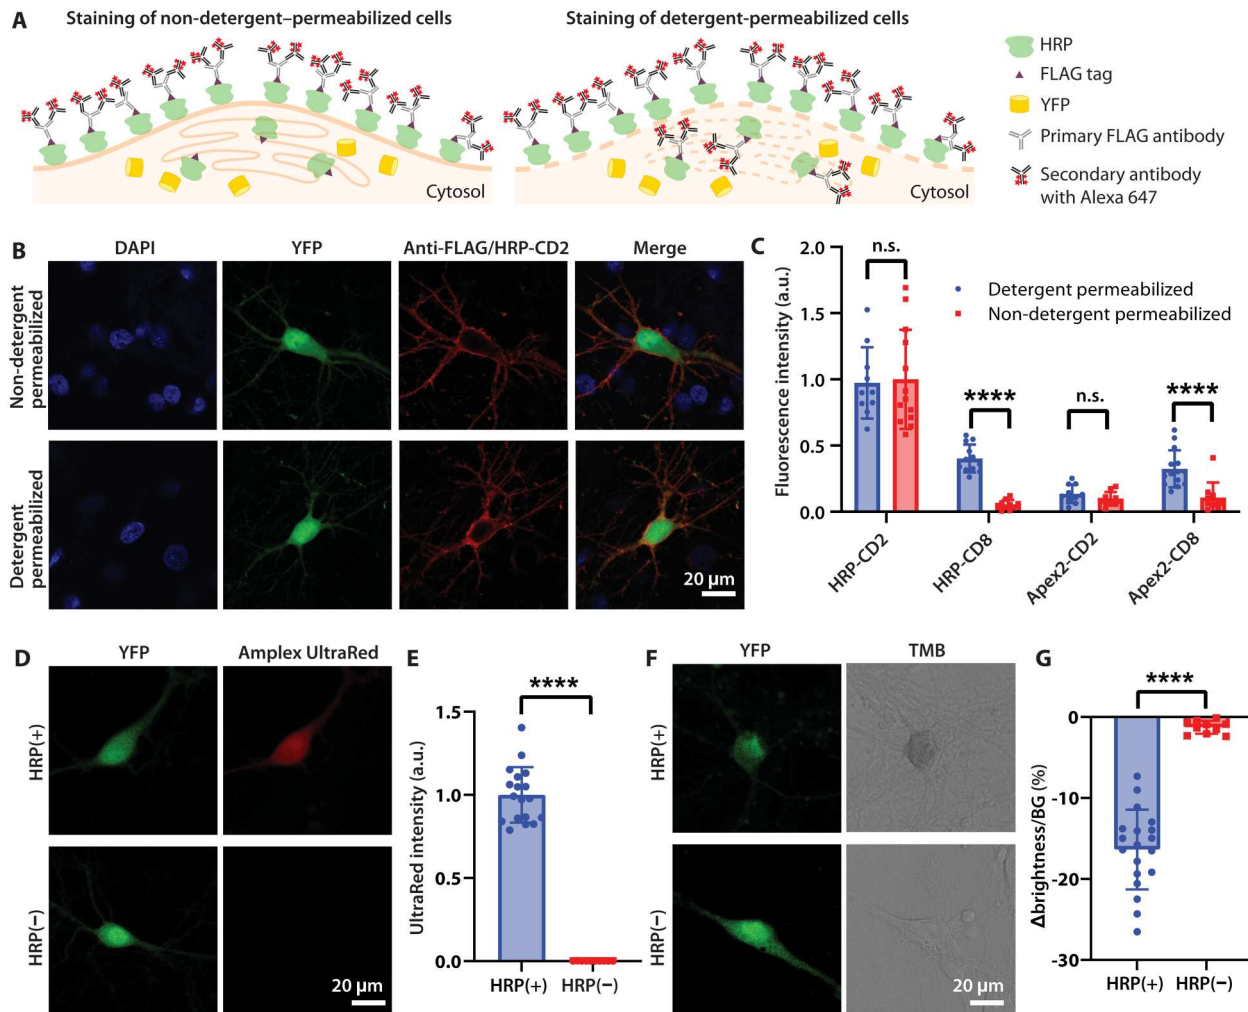 A
Staining of non-detergent–permeabilized cells
Staining of detergent-permeabilized cells
Cytosol
Cytosol
HRP
FLAG tag
YFP
Primary FLAG antibody
Secondary antibody
with Alexa 647
B
DAPI
YFP
Anti-FLAG/HRP-CD2
Merge
Non-detergent
permeabilized
Detergent
permeabilized
20 μm
C
Fluorescence intensity (a.u.)
2.0
1.5
1.0
0.5
0.0
n.s.
****
n.s.
****
Detergent permeabilized
Non-detergent permeabilized
HRP-CD2
HRP-CD8
Apex2-CD2
Apex2-CD8
D
YFP
Amplex UltraRed
HRP(+)
HRP(−)
20 μm
E
UltraRed intensity (a.u.)
1.5
1.0
0.5
0.0
****
HRP(+)
HRP(−)
F
YFP
TMB
HRP(+)
HRP(−)
20 μm
G
Δbrightness/BG (%)
****
0
-10
-20
-30
HRP(+)
HRP(−)